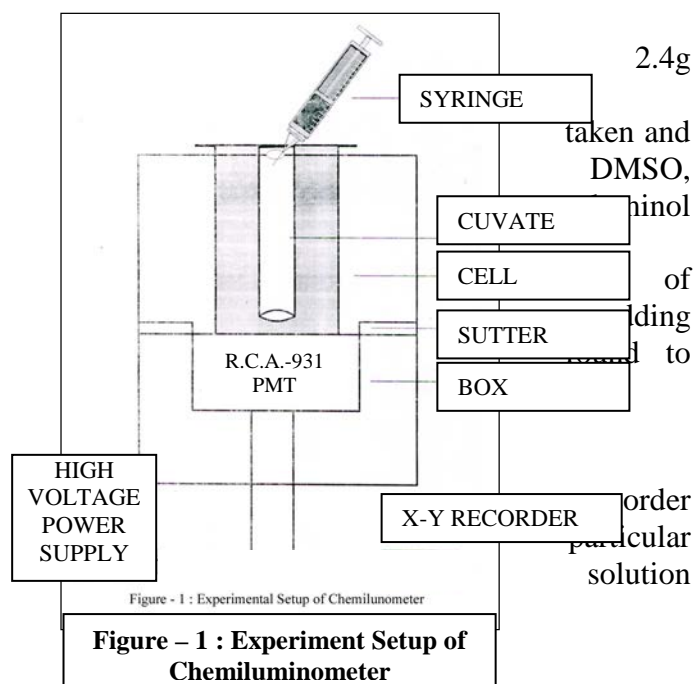 2.4g
SYRINGE
taken and
DMSO,
CUVATE
CELL
of
SUTTER
to
R.C.A.-931
PMT
BOX
HIGH
VOLTAGE
POWER
SUPPLY
X-Y RECORDER
particular
solution
Figure - 1 : Experimental Setup of Chemilunometer
Figure – 1 : Experiment Setup of
Chemiluminometer